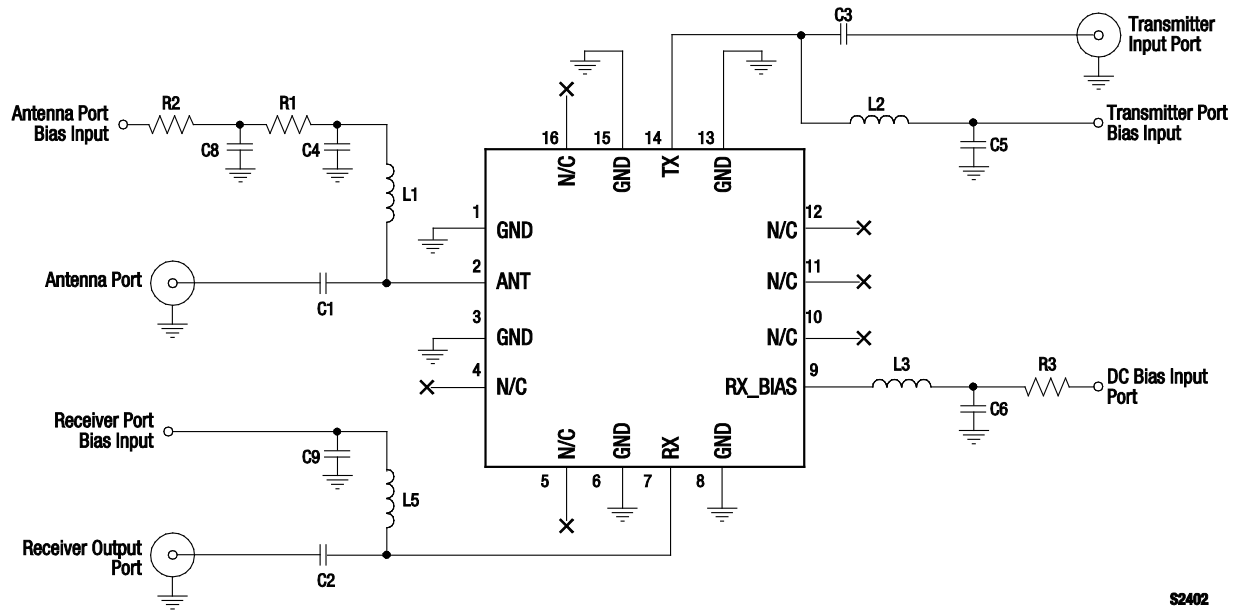 C3
Transmitter
Input Port
Antenna Port
Bias Input
R2
R1
C8
C4
L1
L2
C5
Transmitter Port
Bias Input
16
15
14
13
N/C
GND
TX
GND
1
GND
2
ANT
3
GND
4
N/C
12
N/C
11
N/C
10
N/C
9
RX_BIAS
Antenna Port
C1
L3
R3
C6
DC Bias Input
Port
Receiver Port
Bias Input
C9
L5
N/C
GND
RX
GND
5
6
7
8
Receiver Output
Port
C2
S2402